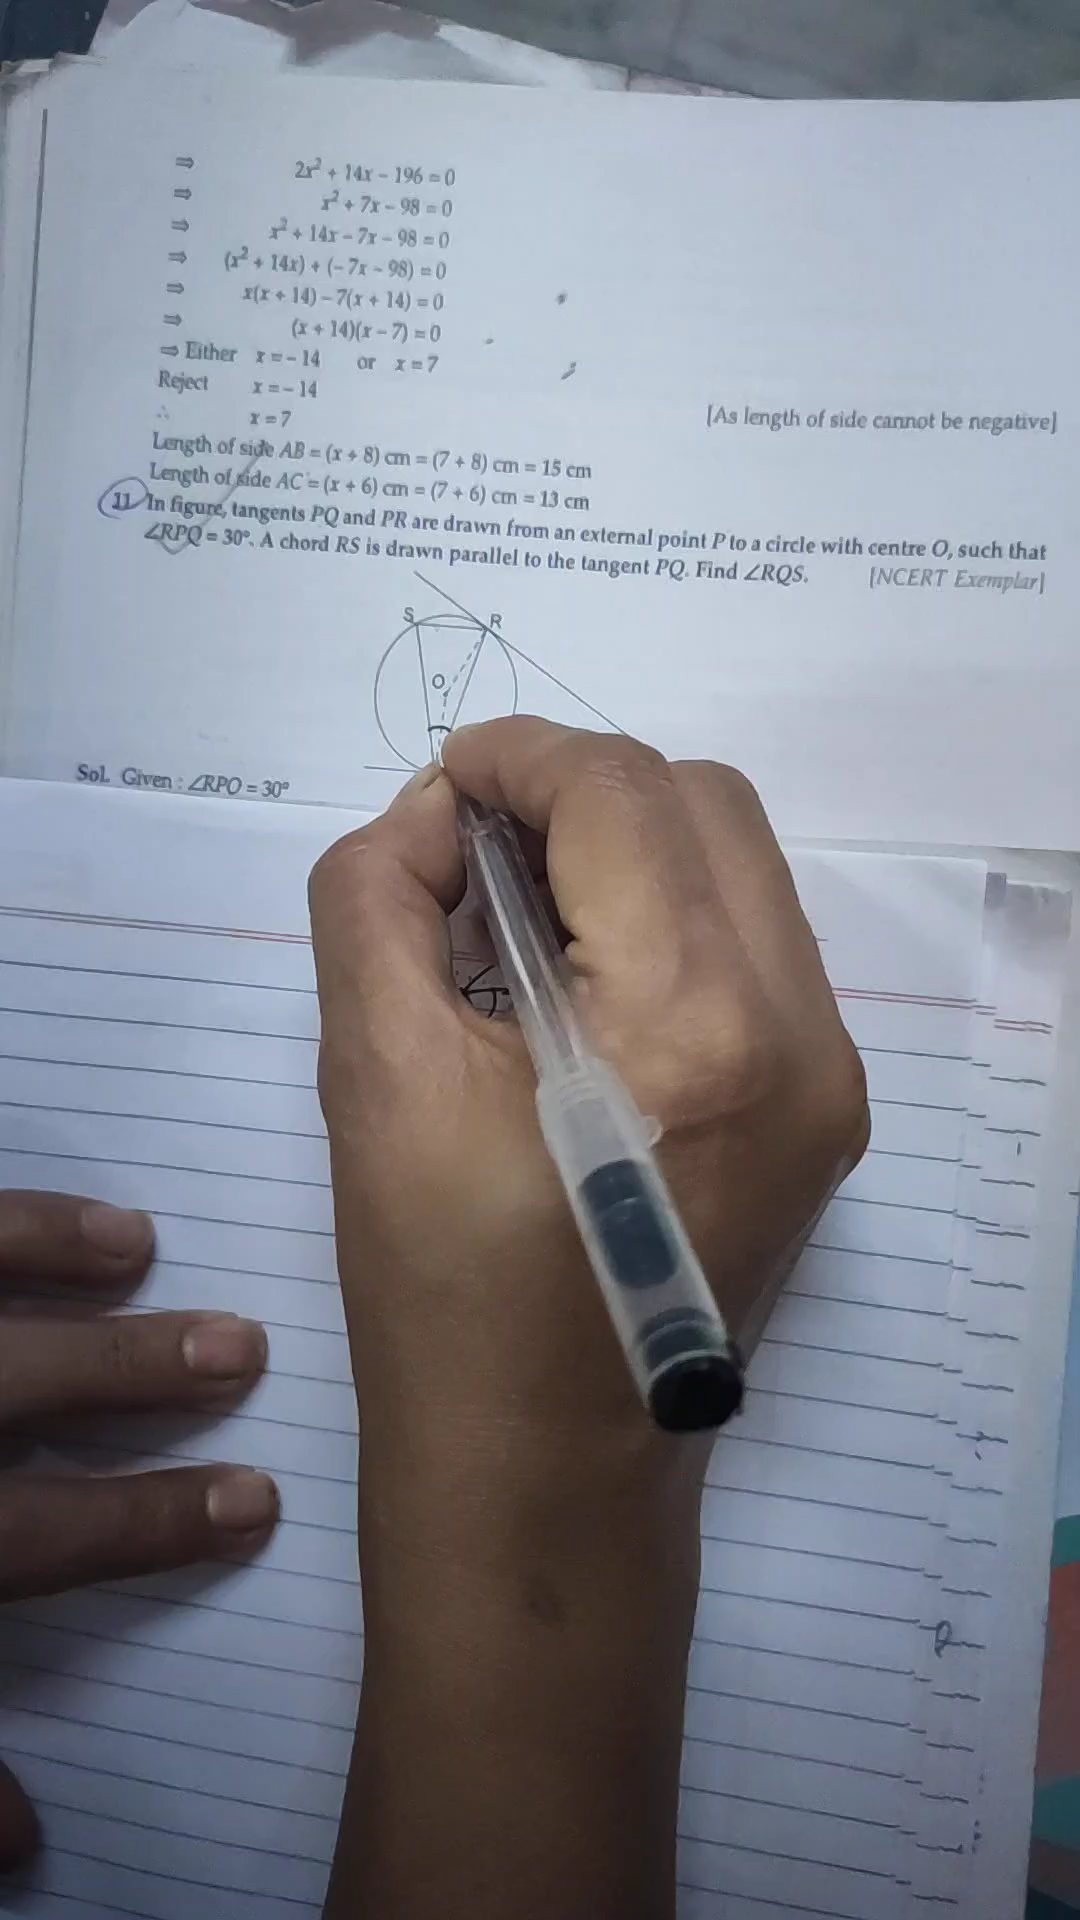 ⇒ 2x² + 14x – 196 = 0
⇒ x² + 7x – 98 = 0
⇒ x² + 14x – 7x – 98 = 0
⇒ (x² + 14x) + (– 7x – 98) = 0
⇒ x(x + 14) – 7(x + 14) = 0
⇒ (x + 14)(x – 7) = 0
⇒ Either x = – 14 or x = 7
Reject x = – 14 [As length of side cannot be negative]
∴ x = 7
Length of side AB = (x + 8) cm = (7 + 8) cm = 15 cm
Length of side AC = (x + 6) cm = (7 + 6) cm = 13 cm
11. In figure, tangents PQ and PR are drawn from an external point P to a circle with centre O, such that
∠RPQ = 30°. A chord RS is drawn parallel to the tangent PQ. Find ∠RQS. [NCERT Exemplar]
S R
O
Sol. Given : ∠RPO = 30°